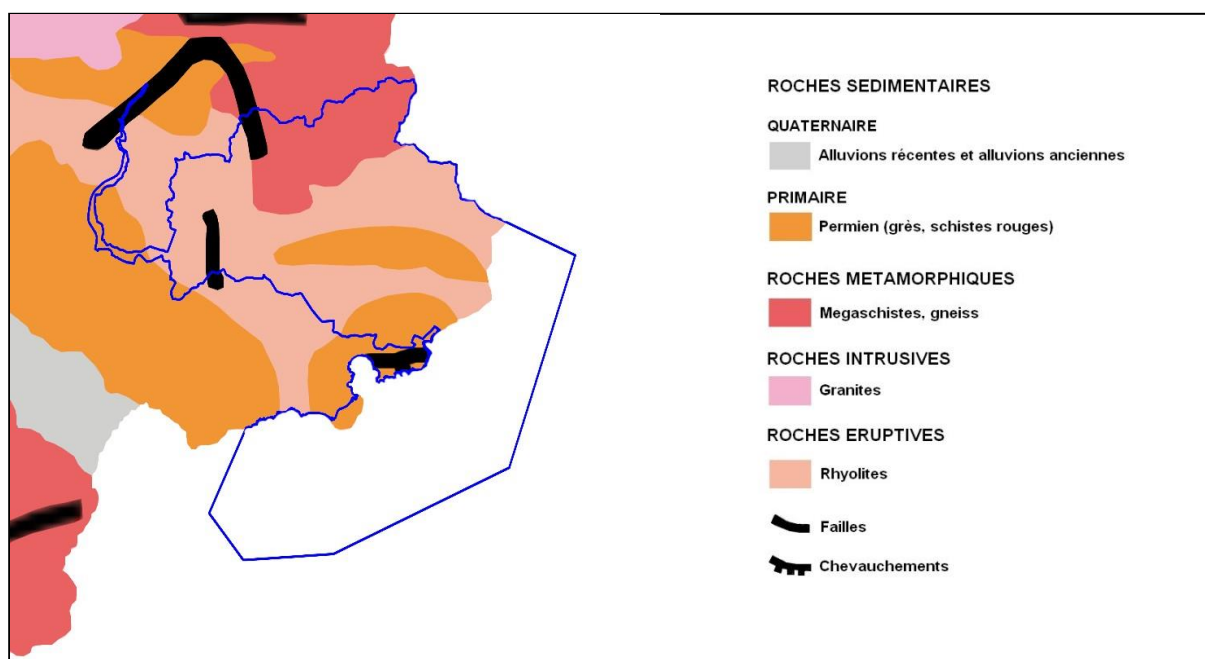 ROCHES SEDIMENTAIRES
QUATERNAIRE
Alluvions récentes et alluvions anciennes
PRIMAIRE
Permien (grès, schistes rouges)
ROCHES METAMORPHIQUES
Megaschistes, gneiss
ROCHES INTRUSIVES
Granites
ROCHES ERUPTIVES
Rhyolites
Failles
Chevauchements